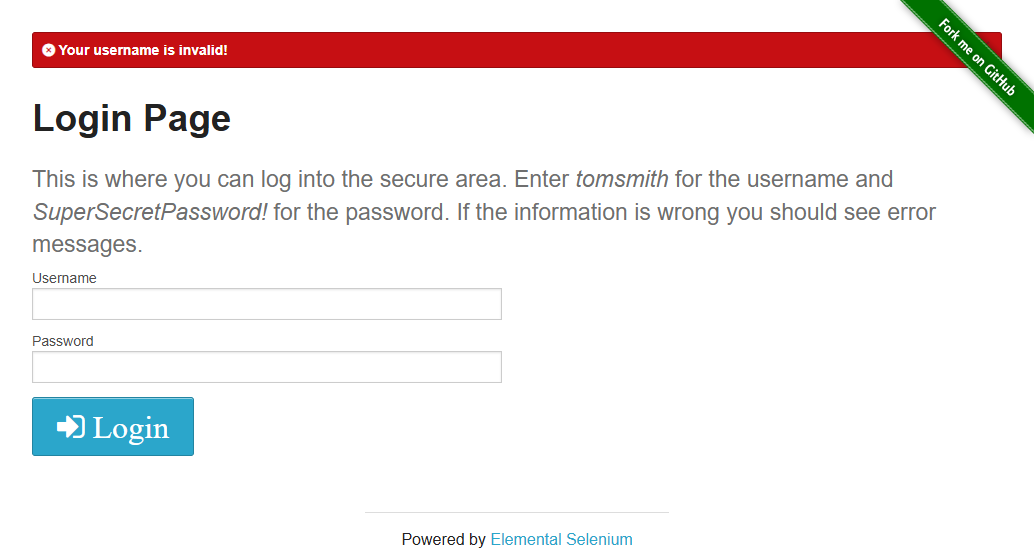 Your username is invalid!
Fork me on GitHub
Login Page
This is where you can log into the secure area. Enter tomsmith for the username and
SuperSecretPassword! for the password. If the information is wrong you should see error
messages.
Username
Password
Login
Powered by Elemental Selenium